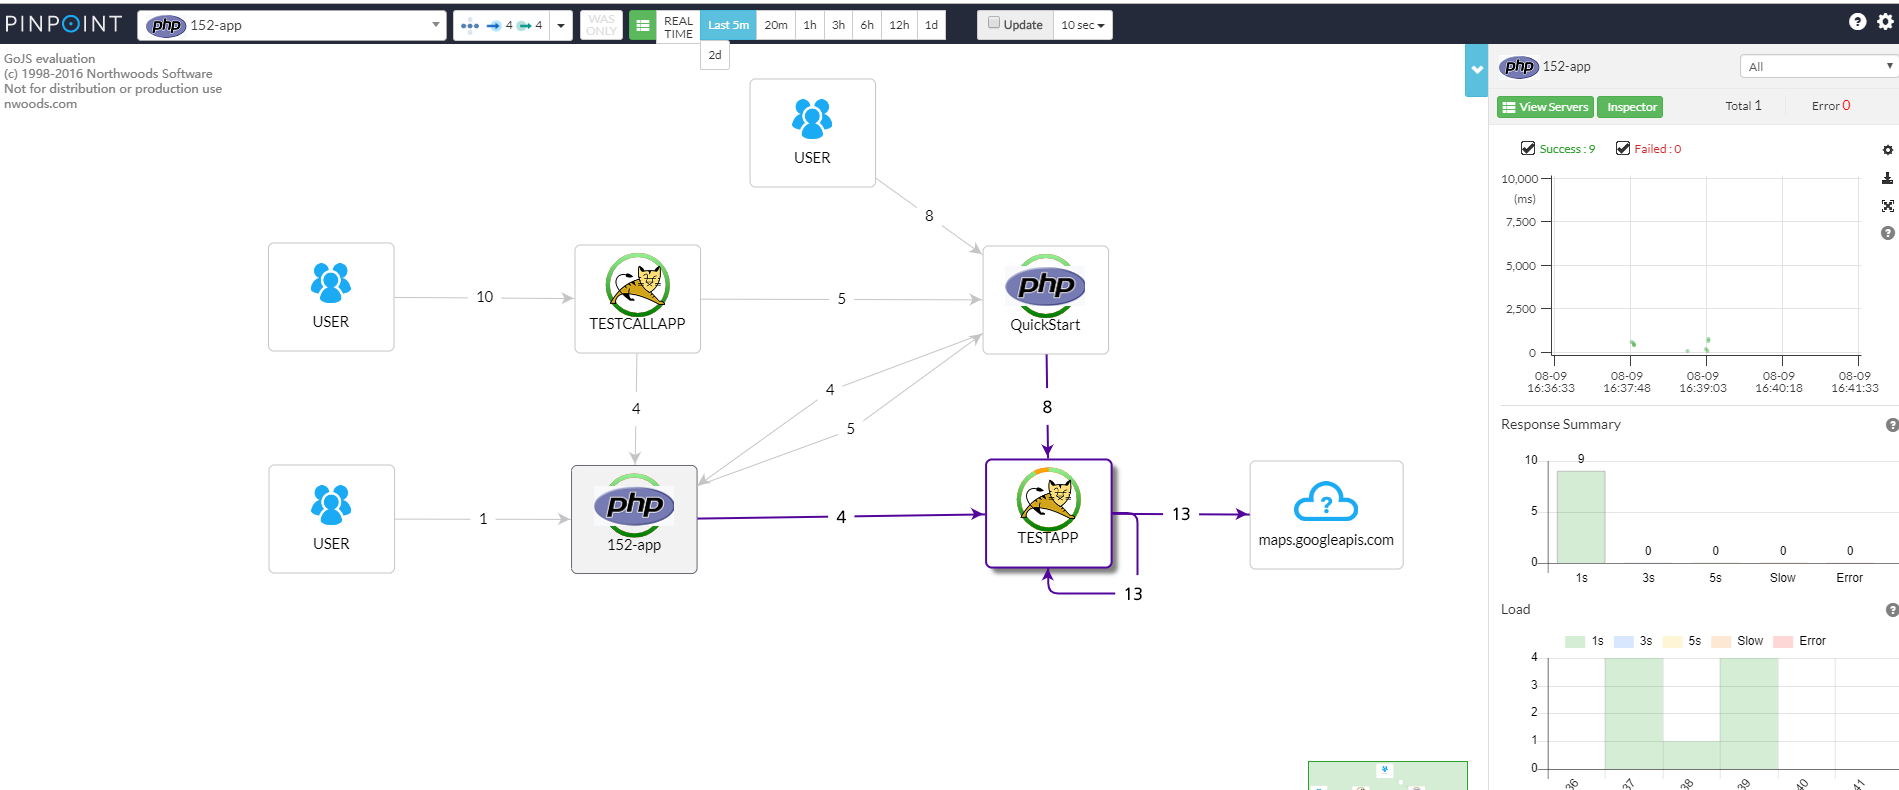 PINPOINT
php 152-app
4 4
WAS ONLY
REAL TIME
Last 5m
20m
1h
3h
6h
12h
1d
2d
Update
10 sec
GoJS evaluation
(c) 1998-2016 Northwoods Software
Not for distribution or production use
nwoods.com
USER
8
USER
10
TESTCALLAPP
5
php
QuickStart
4
4
5
8
USER
1
php
152-app
4
TESTAPP
13
13
?
maps.googleapis.com
php 152-app
All
View Servers
Inspector
Total 1
Error 0
Success : 9
Failed : 0
10,000
(ms)
7,500
5,000
2,500
0
08-09 08-09 08-09 08-09 08-09
16:36:33 16:37:48 16:39:03 16:40:18 16:41:33
Response Summary
10
5
0
9 0 0 0 0
1s 3s 5s Slow Error
Load
1s 3s 5s Slow Error
4
3
2
1
0
36 37 38 39 40 41